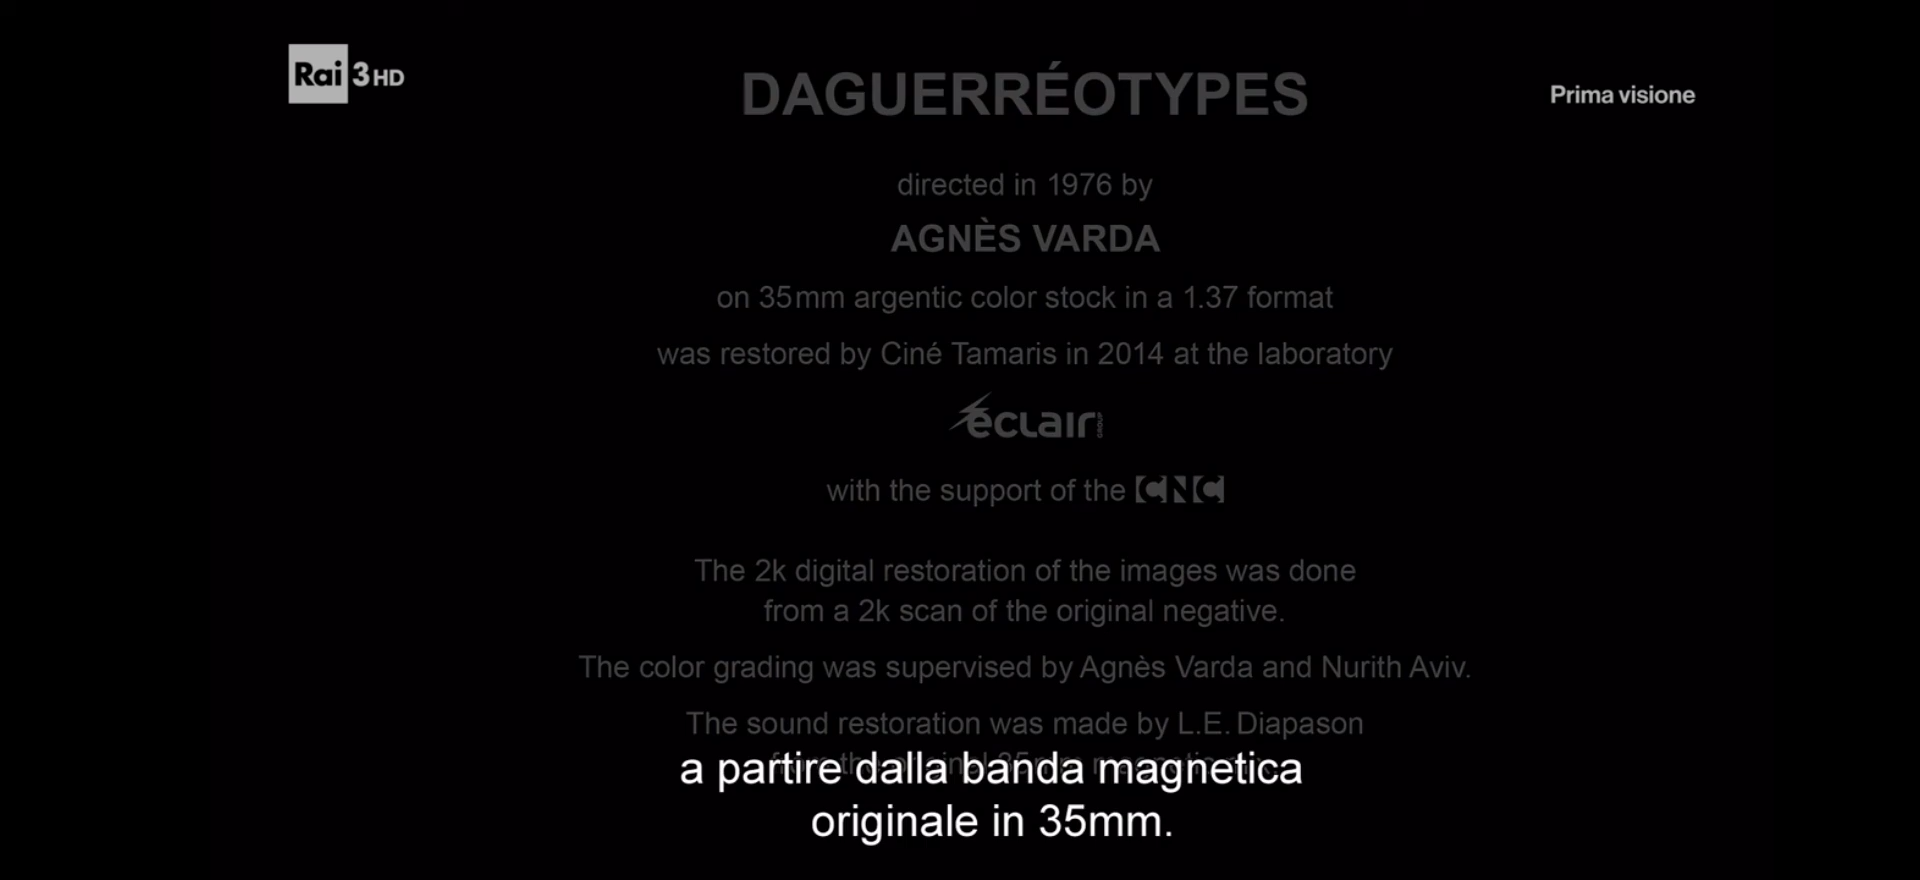 Rai 3 HD
DAGUERRÉOTYPES
Prima visione
directed in 1976 by
AGNÈS VARDA
on 35mm argentic color stock in a 1.37 format
was restored by Ciné Tamaris in 2014 at the laboratory
éclair GROUP
with the support of the CNC
The 2k digital restoration of the images was done
from a 2k scan of the original negative.
The color grading was supervised by Agnès Varda and Nurith Aviv.
The sound restoration was made by L.E. Diapason
a partire dalla banda magnetica
originale in 35mm.